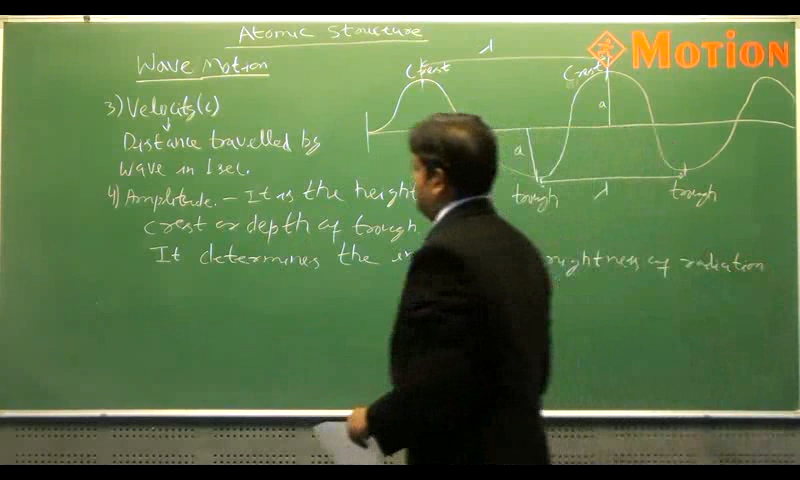 Atomic Structure
MOTION
Wave Motion
λ
Crest
Crest
3) Velocity (c)
a
Distance travelled by
wave in 1 sec.
a
4) Amplitude. - It is the height
trough
λ
trough
Crest or depth of trough
It determines the
of radiation